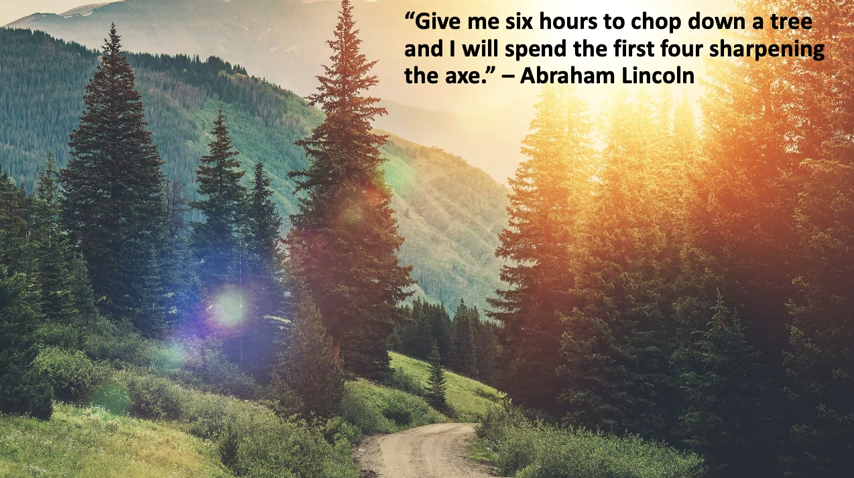 “Give me six hours to chop down a tree
and I will spend the first four sharpening
the axe.” – Abraham Lincoln